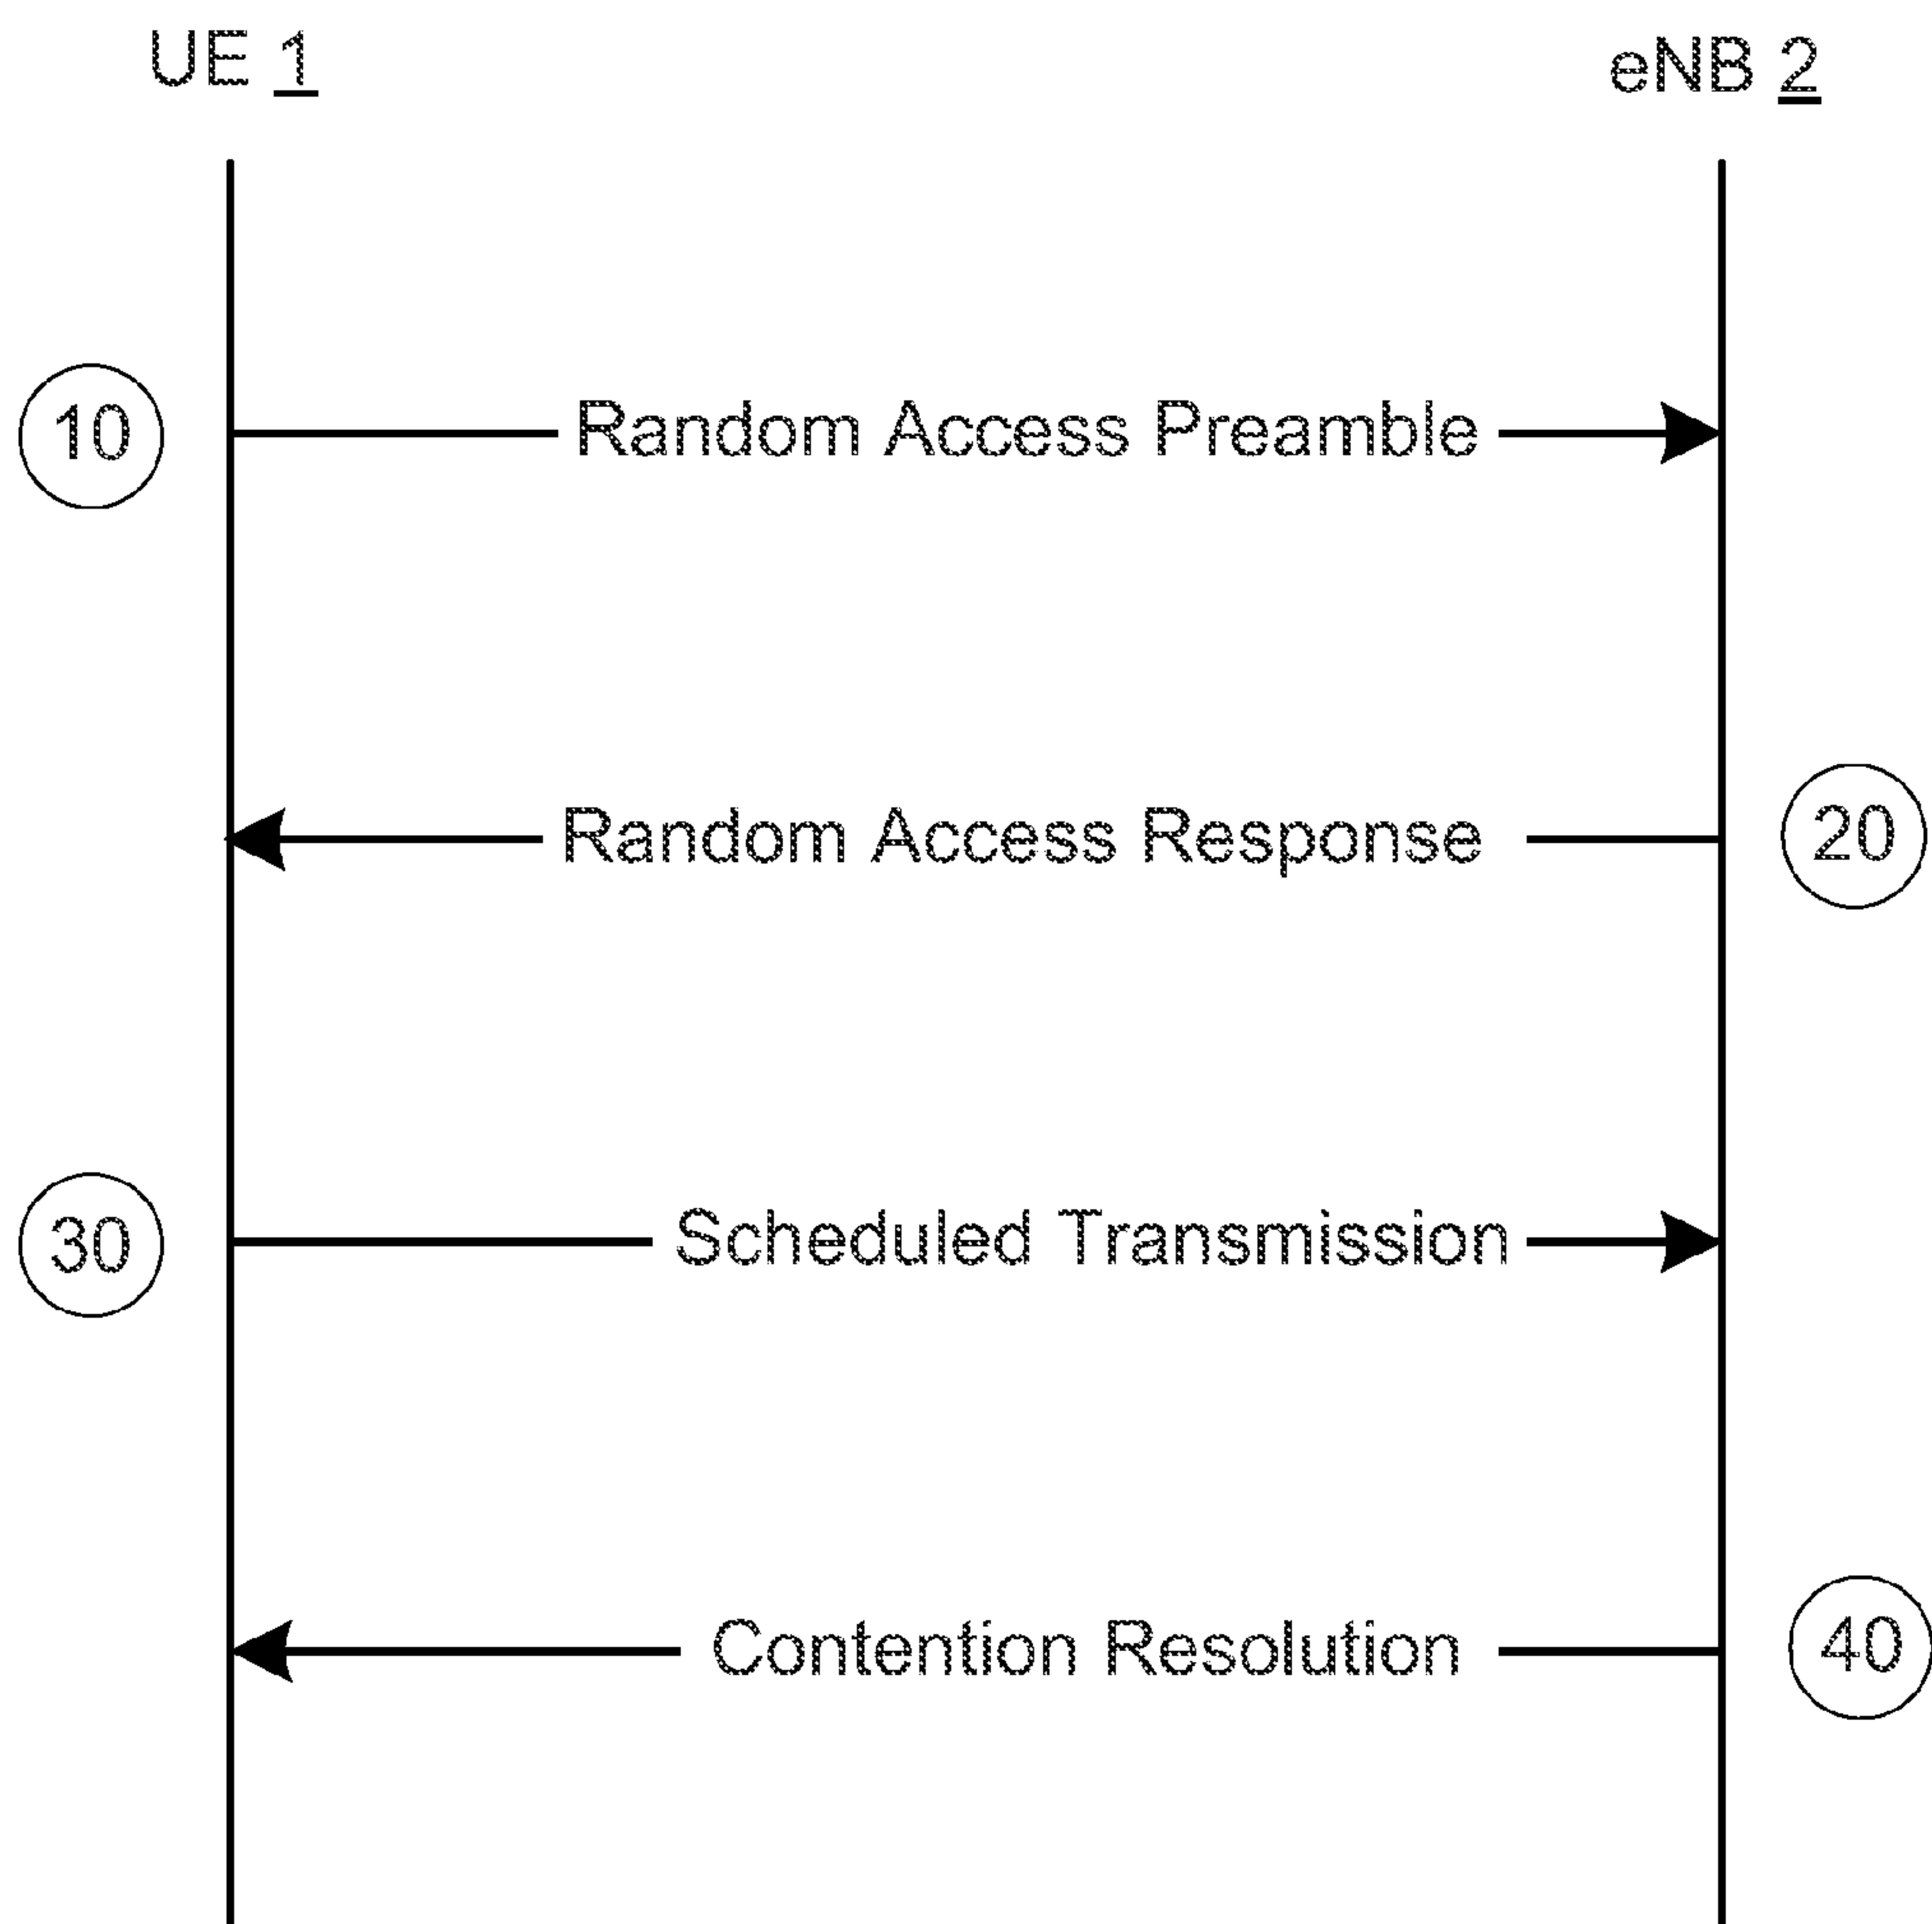 UE 1
eNB 2
10
Random Access Preamble
Random Access Response
20
30
Scheduled Transmission
Contention Resolution
40